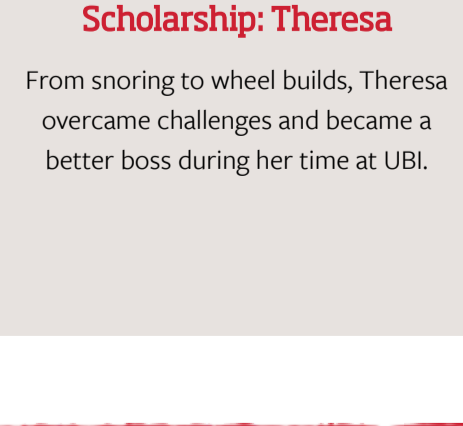 Scholarship: Theresa
From snoring to wheel builds, Theresa
overcame challenges and became a
better boss during her time at UBI.